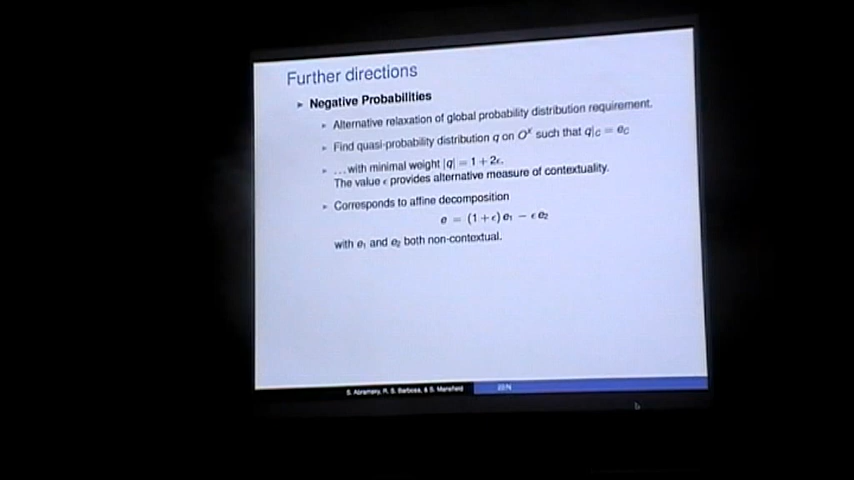 Further directions
▸ Negative Probabilities
▸ Alternative relaxation of global probability distribution requirement.
▸ Find quasi-probability distribution q on Oˣ such that q|_C = e_C
▸ … with minimal weight |q| = 1 + 2ϵ.
The value ϵ provides alternative measure of contextuality.
▸ Corresponds to affine decomposition
e = (1 + ϵ) e₁ − ϵ e₂
with e₁ and e₂ both non-contextual.
S. Abramsky, R. S. Barbosa, & S. Mansfield